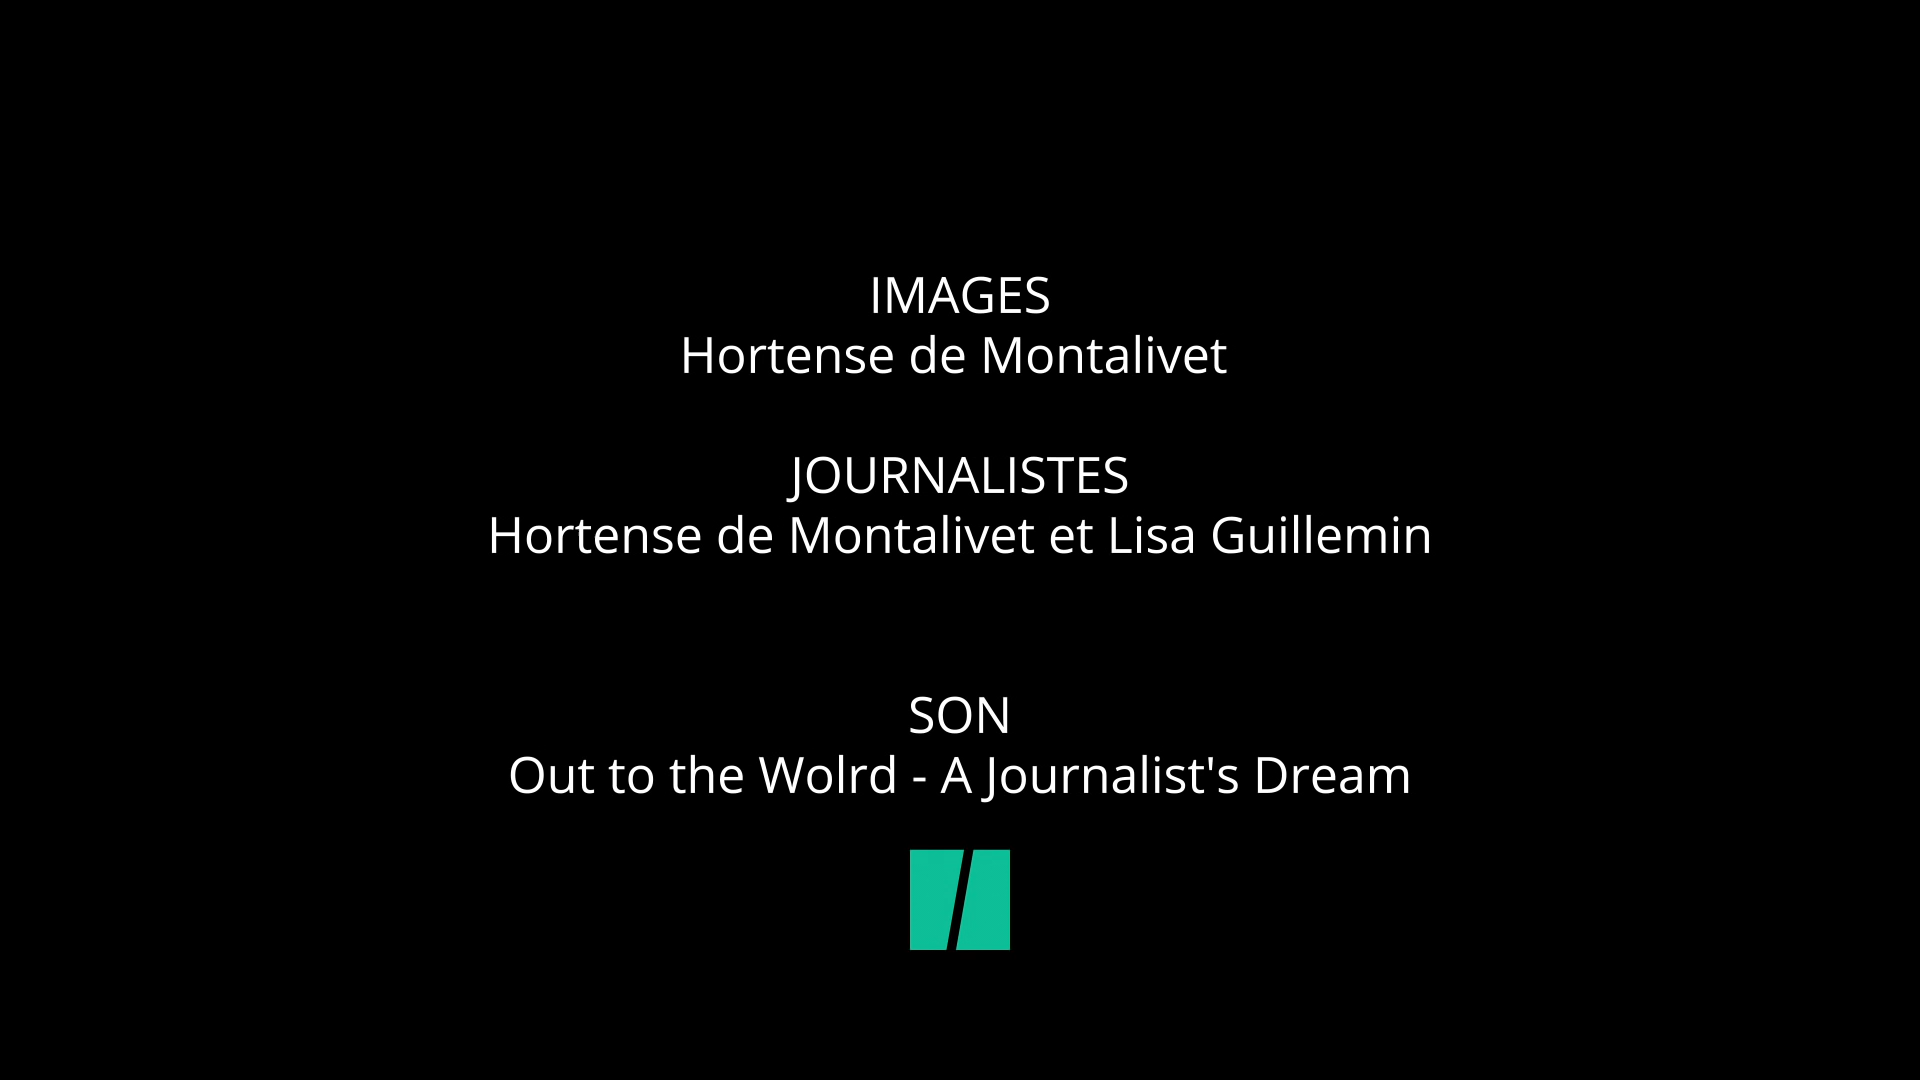 IMAGES
Hortense de Montalivet
JOURNALISTES
Hortense de Montalivet et Lisa Guillemin
SON
Out to the Wolrd - A Journalist's Dream